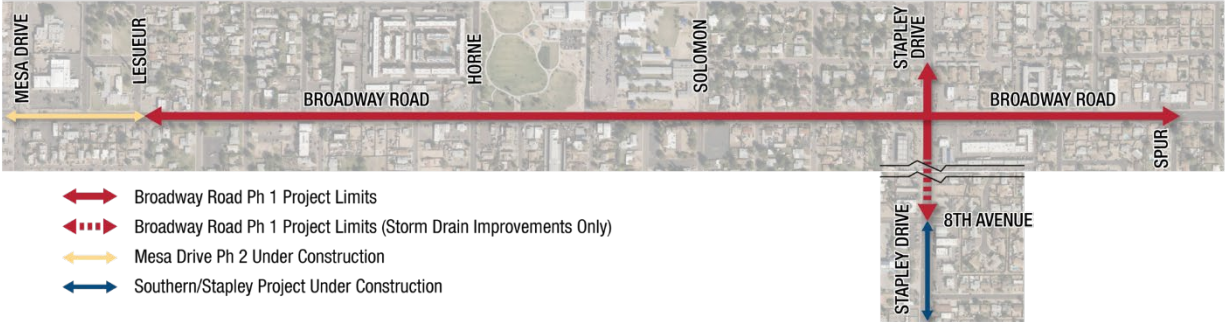 MESA DRIVE
LESUEUR
HORNE
SOLOMON
STAPLEY
DRIVE
BROADWAY ROAD
BROADWAY ROAD
SPUR
Broadway Road Ph 1 Project Limits
Broadway Road Ph 1 Project Limits (Storm Drain Improvements Only)
Mesa Drive Ph 2 Under Construction
Southern/Stapley Project Under Construction
8TH AVENUE
STAPLEY DRIVE